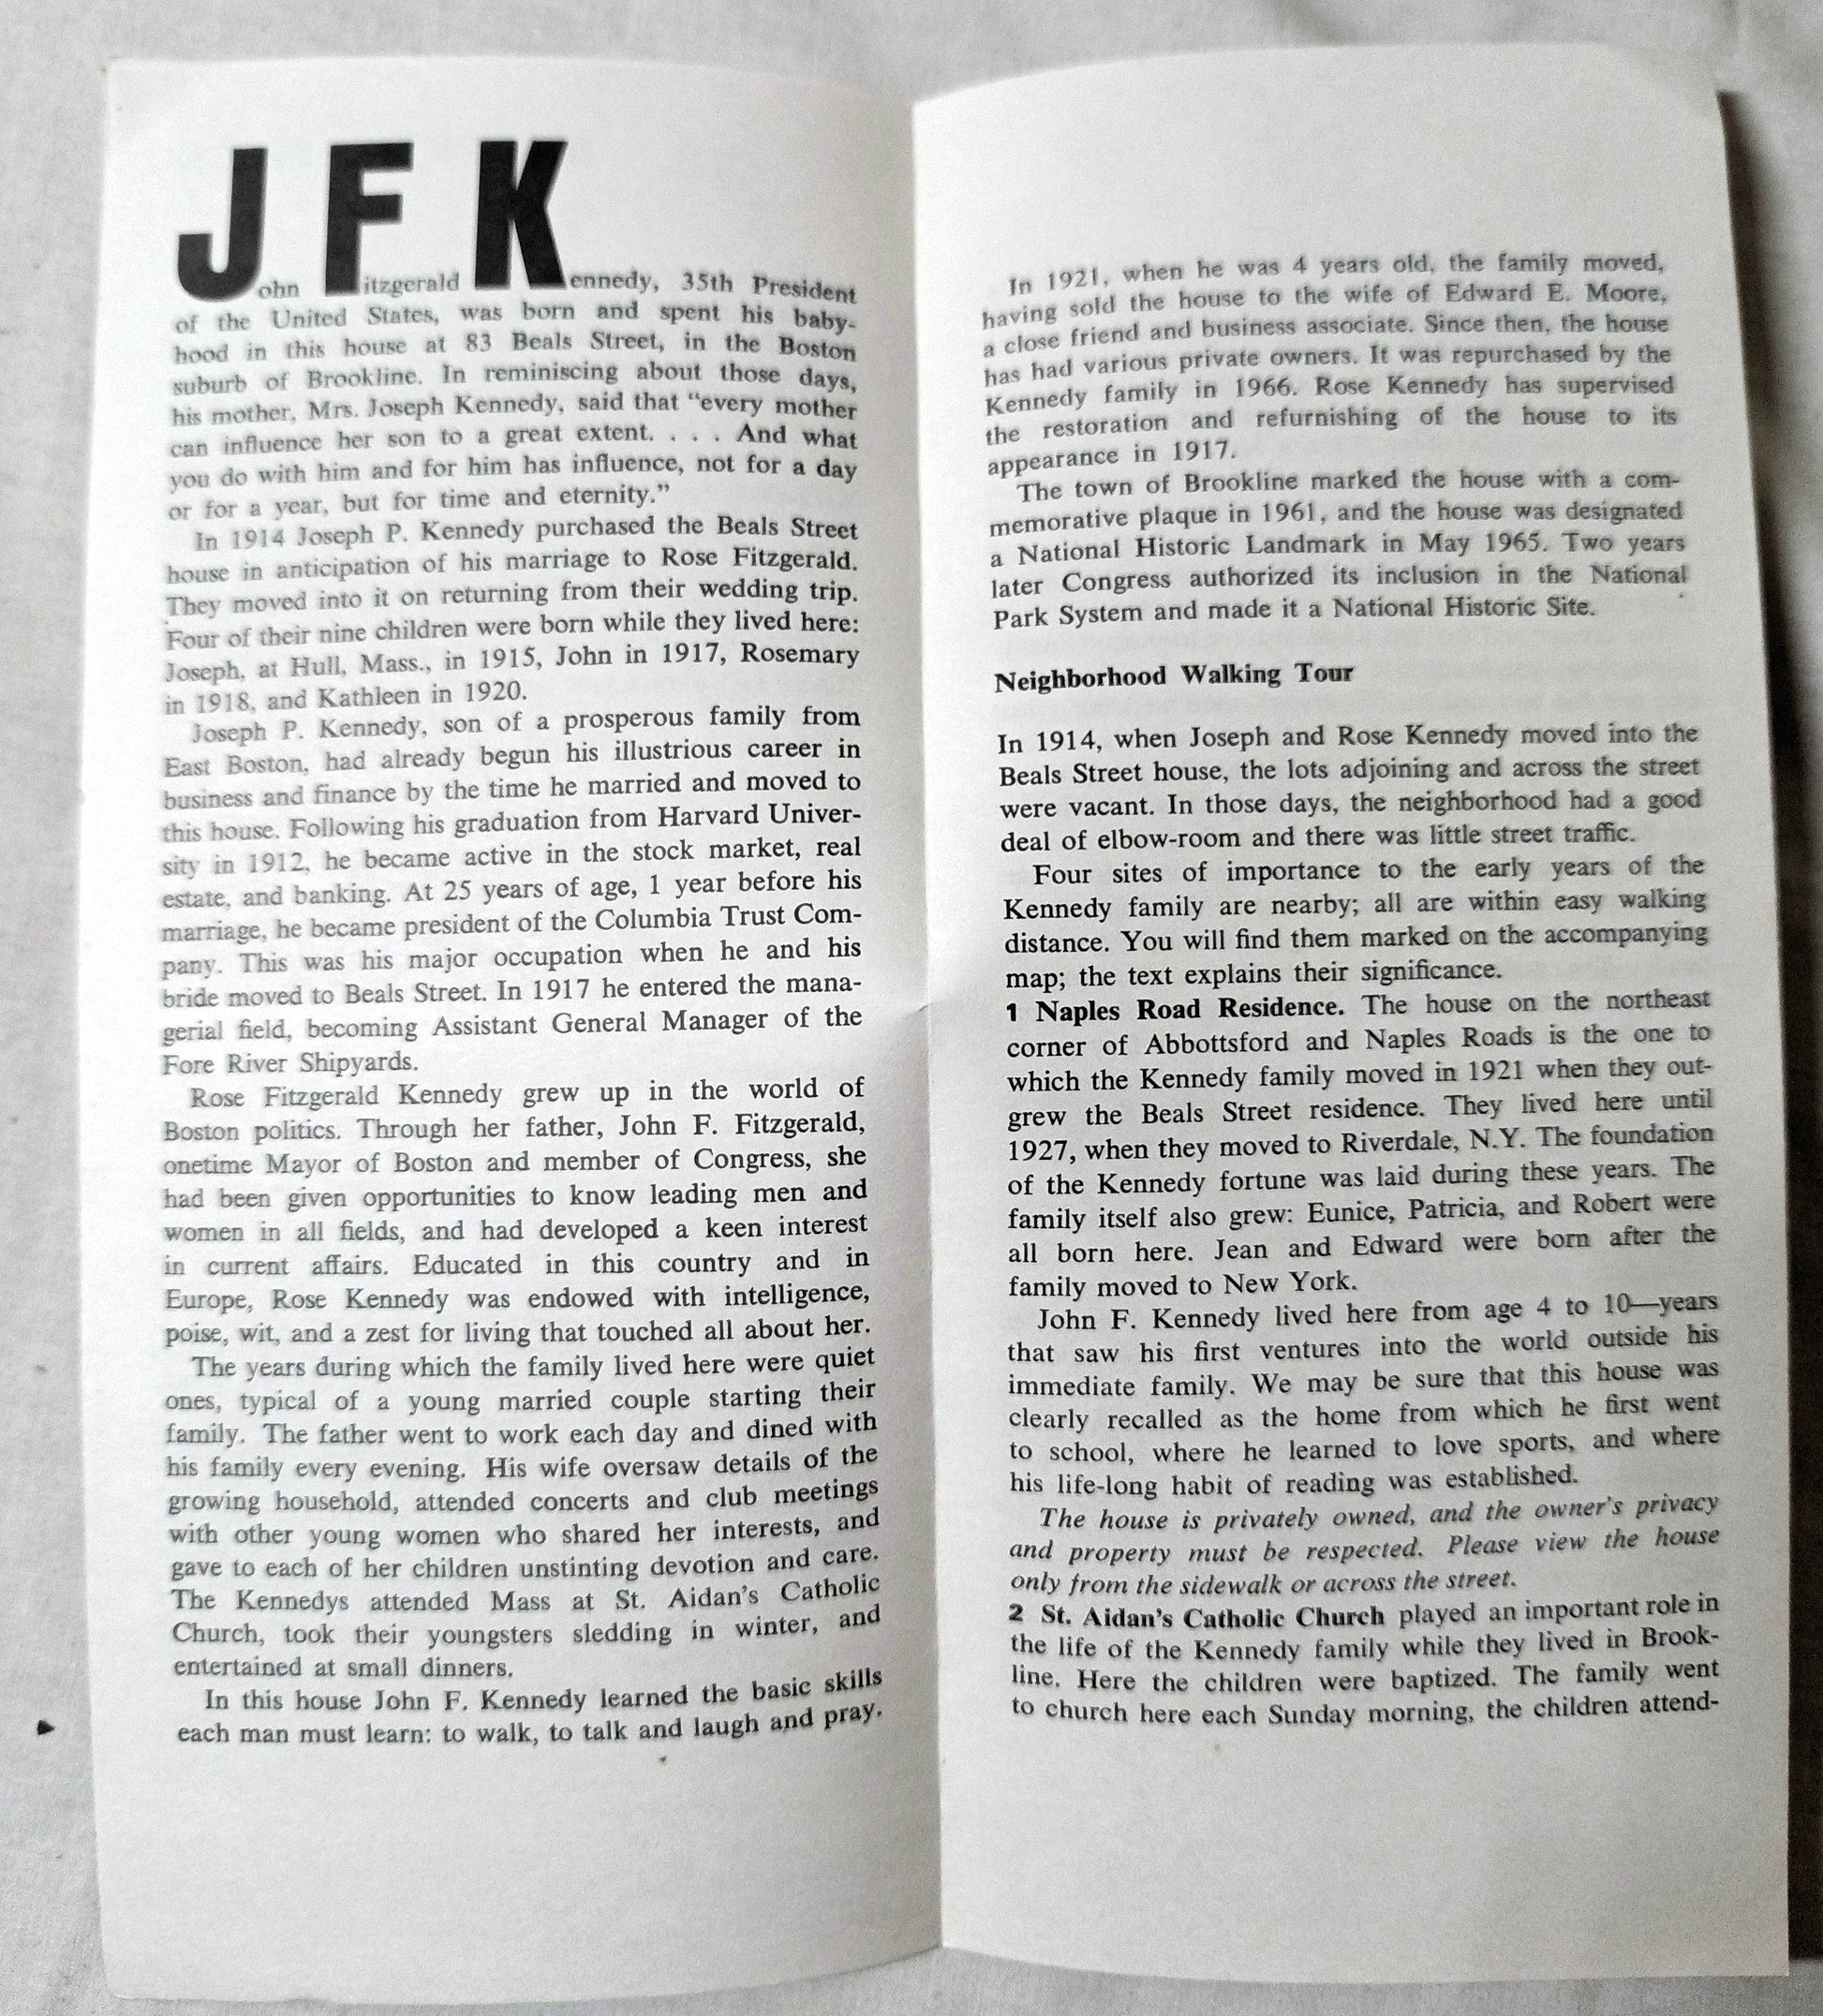 John Fitzgerald Kennedy, 35th President
of the United States, was born and spent his baby-
hood in this house at 83 Beals Street, in the Boston
suburb of Brookline. In reminiscing about those days,
his mother, Mrs. Joseph Kennedy, said that “every mother
can influence her son to a great extent. . . . And what
you do with him and for him has influence, not for a day
or for a year, but for time and eternity.”
In 1914 Joseph P. Kennedy purchased the Beals Street
house in anticipation of his marriage to Rose Fitzgerald.
They moved into it on returning from their wedding trip.
Four of their nine children were born while they lived here:
Joseph, at Hull, Mass., in 1915, John in 1917, Rosemary
in 1918, and Kathleen in 1920.
Joseph P. Kennedy, son of a prosperous family from
East Boston, had already begun his illustrious career in
business and finance by the time he married and moved to
this house. Following his graduation from Harvard Univer-
sity in 1912, he became active in the stock market, real
estate, and banking. At 25 years of age, 1 year before his
marriage, he became president of the Columbia Trust Com-
pany. This was his major occupation when he and his
bride moved to Beals Street. In 1917 he entered the mana-
gerial field, becoming Assistant General Manager of the
Fore River Shipyards.
Rose Fitzgerald Kennedy grew up in the world of
Boston politics. Through her father, John F. Fitzgerald,
onetime Mayor of Boston and member of Congress, she
had been given opportunities to know leading men and
women in all fields, and had developed a keen interest
in current affairs. Educated in this country and in
Europe, Rose Kennedy was endowed with intelligence,
poise, wit, and a zest for living that touched all about her.
The years during which the family lived here were quiet
ones, typical of a young married couple starting their
family. The father went to work each day and dined with
his family every evening. His wife oversaw details of the
growing household, attended concerts and club meetings
with other young women who shared her interests, and
gave to each of her children unstinting devotion and care.
The Kennedys attended Mass at St. Aidan’s Catholic
Church, took their youngsters sledding in winter, and
entertained at small dinners.
In this house John F. Kennedy learned the basic skills
each man must learn: to walk, to talk and laugh and pray.
In 1921, when he was 4 years old, the family moved,
having sold the house to the wife of Edward E. Moore,
a close friend and business associate. Since then, the house
has had various private owners. It was repurchased by the
Kennedy family in 1966. Rose Kennedy has supervised
the restoration and refurnishing of the house to its
appearance in 1917.
The town of Brookline marked the house with a com-
memorative plaque in 1961, and the house was designated
a National Historic Landmark in May 1965. Two years
later Congress authorized its inclusion in the National
Park System and made it a National Historic Site.
Neighborhood Walking Tour
In 1914, when Joseph and Rose Kennedy moved into the
Beals Street house, the lots adjoining and across the street
were vacant. In those days, the neighborhood had a good
deal of elbow-room and there was little street traffic.
Four sites of importance to the early years of the
Kennedy family are nearby; all are within easy walking
distance. You will find them marked on the accompanying
map; the text explains their significance.
1 Naples Road Residence. The house on the northeast
corner of Abbottsford and Naples Roads is the one to
which the Kennedy family moved in 1921 when they out-
grew the Beals Street residence. They lived here until
1927, when they moved to Riverdale, N.Y. The foundation
of the Kennedy fortune was laid during these years. The
family itself also grew: Eunice, Patricia, and Robert were
all born here. Jean and Edward were born after the
family moved to New York.
John F. Kennedy lived here from age 4 to 10—years
that saw his first ventures into the world outside his
immediate family. We may be sure that this house was
clearly recalled as the home from which he first went
to school, where he learned to love sports, and where
his life-long habit of reading was established.
The house is privately owned, and the owner’s privacy
and property must be respected. Please view the house
only from the sidewalk or across the street.
2 St. Aidan’s Catholic Church played an important role in
the life of the Kennedy family while they lived in Brook-
line. Here the children were baptized. The family went
to church here each Sunday morning, the children attend-